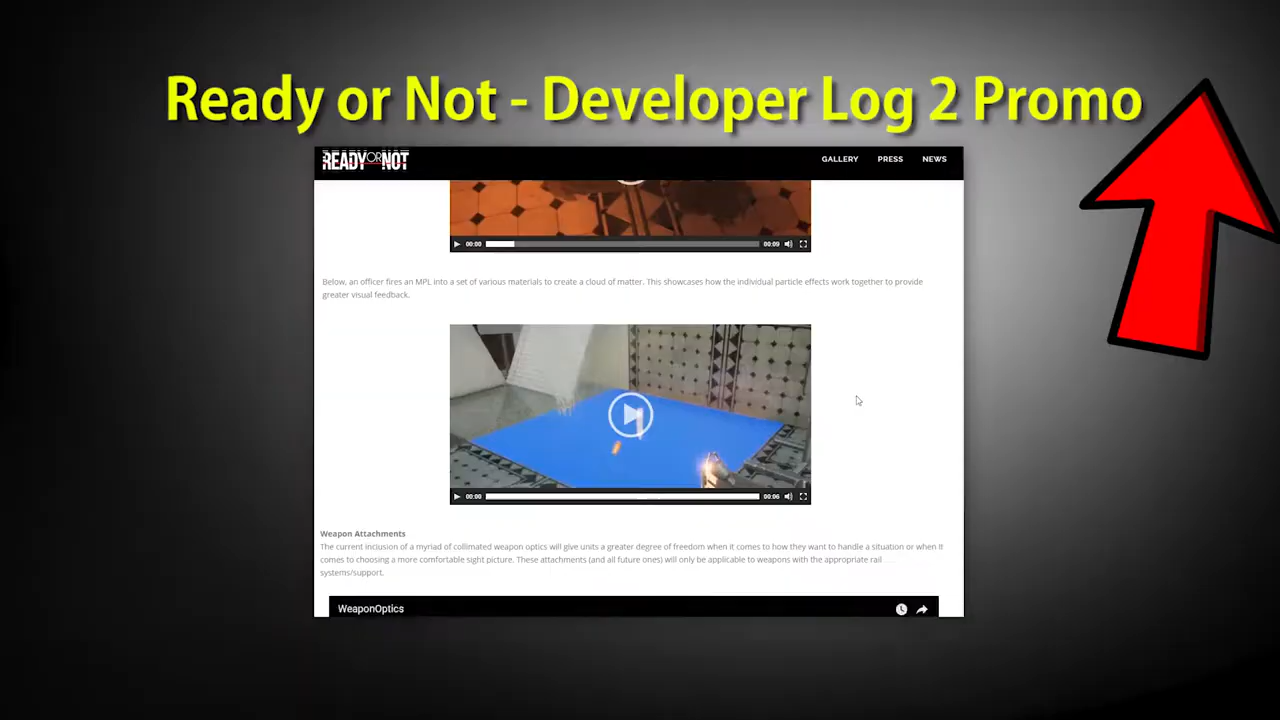 Ready or Not - Developer Log 2 Promo
READY OR NOT
GALLERY PRESS NEWS
00:00 00:09
Below, an officer fires an MPL into a set of various materials to create a cloud of matter. This showcases how the individual particle effects work together to provide
greater visual feedback.
00:00 00:06
Weapon Attachments
The current inclusion of a myriad of collimated weapon optics will give units a greater degree of freedom when it comes to how they want to handle a situation or when it
comes to choosing a more comfortable sight picture. These attachments (and all future ones) will only be applicable to weapons with the appropriate rail
systems/support.
WeaponOptics